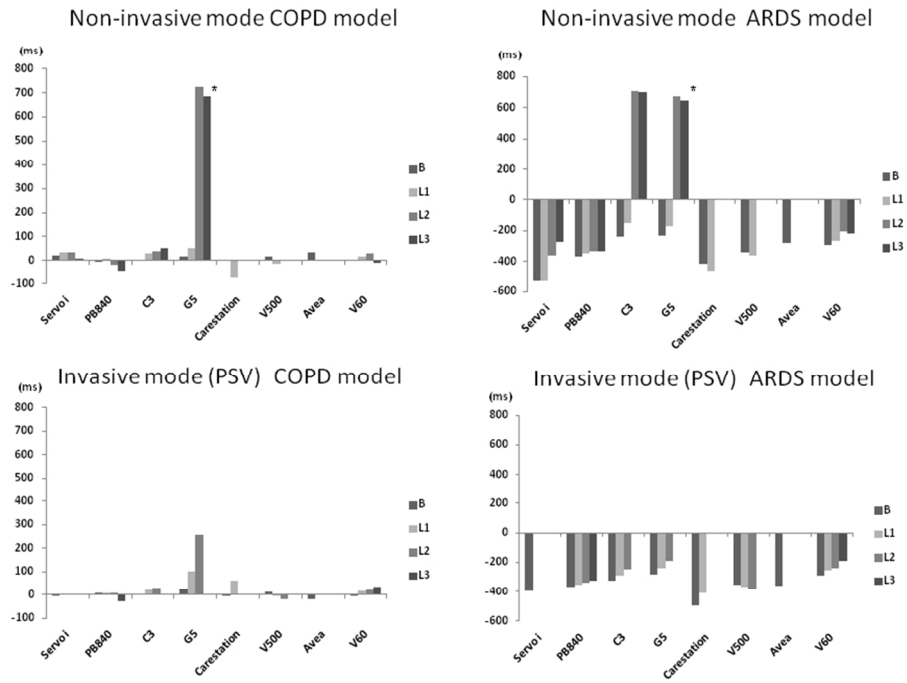 Non-invasive mode COPD model
(ms)
800
700
600
500
400
300
200
100
0
-100
*
B
L1
L2
L3
Servo i
PB840
C3
G5
Carestation
V500
Avea
V60
Non-invasive mode ARDS model
(ms)
800
600
400
200
0
-200
-400
-600
*
B
L1
L2
L3
Servo i
PB840
C3
G5
Carestation
V500
Avea
V60
Invasive mode (PSV) COPD model
(ms)
800
700
600
500
400
300
200
100
0
-100
B
L1
L2
L3
Servo i
PB840
C3
G5
Carestation
V500
Avea
V60
Invasive mode (PSV) ARDS model
(ms)
800
600
400
200
0
-200
-400
-600
B
L1
L2
L3
Servo i
PB840
C3
G5
Carestation
V500
Avea
V60